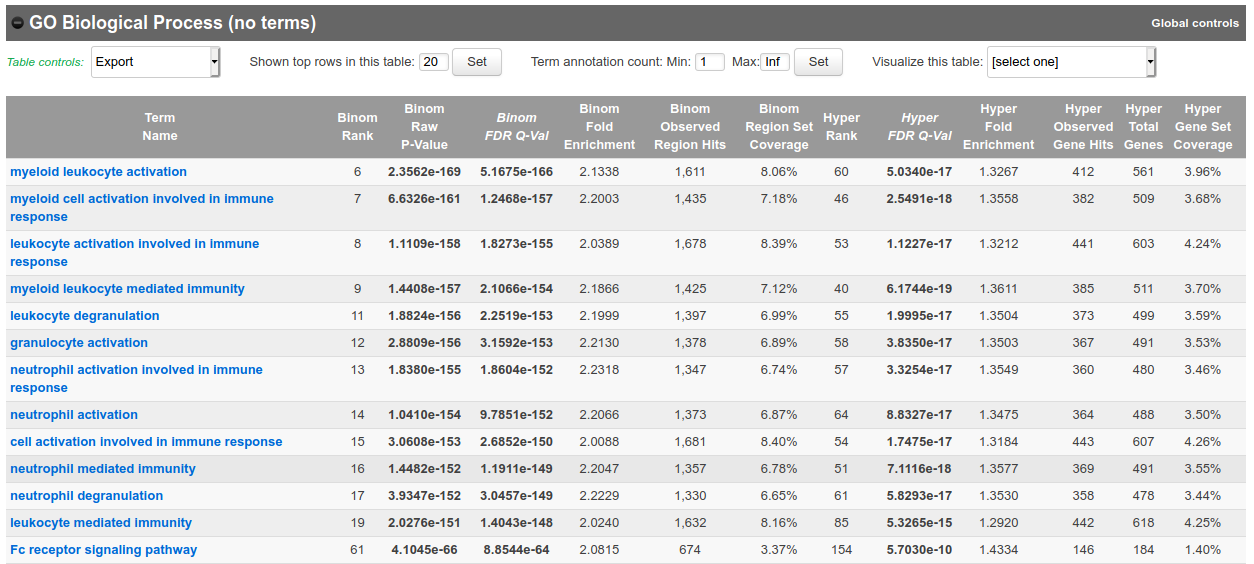 GO Biological Process (no terms) Global controls
Table controls: Export Shown top rows in this table: 20 Set Term annotation count: Min: 1 Max: Inf Set Visualize this table: [select one]
Term Name Binom Rank Binom Raw P-Value Binom FDR Q-Val Binom Fold Enrichment Binom Observed Region Hits Binom Region Set Coverage Hyper Rank Hyper FDR Q-Val Hyper Fold Enrichment Hyper Observed Gene Hits Hyper Total Genes Hyper Gene Set Coverage
myeloid leukocyte activation 6 2.3562e-169 5.1675e-166 2.1338 1,611 8.06% 60 5.0340e-17 1.3267 412 561 3.96%
myeloid cell activation involved in immune 7 6.6326e-161 1.2468e-157 2.2003 1,435 7.18% 46 2.5491e-18 1.3558 382 509 3.68%
response
leukocyte activation involved in immune 8 1.1109e-158 1.8273e-155 2.0389 1,678 8.39% 53 1.1227e-17 1.3212 441 603 4.24%
response
myeloid leukocyte mediated immunity 9 1.4408e-157 2.1066e-154 2.1866 1,425 7.12% 40 6.1744e-19 1.3611 385 511 3.70%
leukocyte degranulation 11 1.8824e-156 2.2519e-153 2.1999 1,397 6.99% 55 1.9995e-17 1.3504 373 499 3.59%
granulocyte activation 12 2.8809e-156 3.1592e-153 2.2130 1,378 6.89% 58 3.8350e-17 1.3503 367 491 3.53%
neutrophil activation involved in immune 13 1.8380e-155 1.8604e-152 2.2318 1,347 6.74% 57 3.3254e-17 1.3549 360 480 3.46%
response
neutrophil activation 14 1.0410e-154 9.7851e-152 2.2066 1,373 6.87% 64 8.8327e-17 1.3475 364 488 3.50%
cell activation involved in immune response 15 3.0608e-153 2.6852e-150 2.0088 1,681 8.40% 54 1.7475e-17 1.3184 443 607 4.26%
neutrophil mediated immunity 16 1.4482e-152 1.1911e-149 2.2047 1,357 6.78% 51 7.1116e-18 1.3577 369 491 3.55%
neutrophil degranulation 17 3.9347e-152 3.0457e-149 2.2229 1,330 6.65% 61 5.8293e-17 1.3530 358 478 3.44%
leukocyte mediated immunity 19 2.0276e-151 1.4043e-148 2.0240 1,632 8.16% 85 5.3265e-15 1.2920 442 618 4.25%
Fc receptor signaling pathway 61 4.1045e-66 8.8544e-64 2.0815 674 3.37% 154 5.7030e-10 1.4334 146 184 1.40%